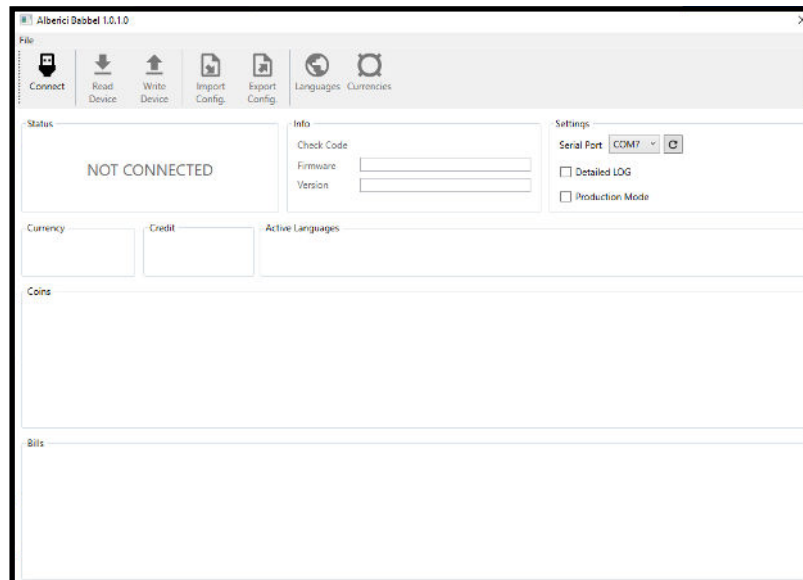 Alberici Babbel 1.0.1.0
File
Connect
Read Device
Write Device
Import Config.
Export Config.
Languages
Currencies
Status
NOT CONNECTED
Info
Check Code
Firmware
Version
Settings
Serial Port COM7
Detailed LOG
Production Mode
Currency
Credit
Active Languages
Coins
Bills